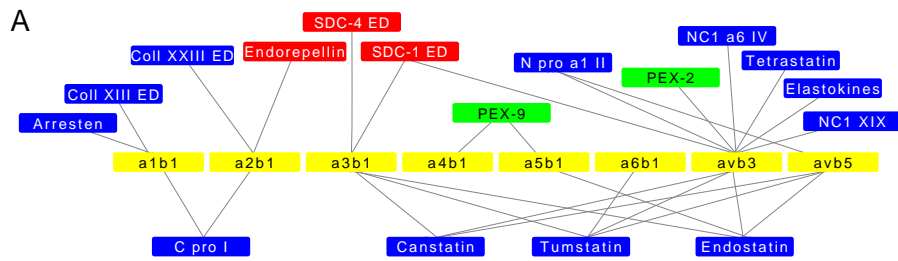 A
SDC-4 ED
Coll XXIII ED
Endorepellin
SDC-1 ED
N pro a1 II
NC1 a6 IV
Tetrastatin
PEX-2
Elastokines
Coll XIII ED
Arresten
PEX-9
NC1 XIX
a1b1
a2b1
a3b1
a4b1
a5b1
a6b1
avb3
avb5
C pro I
Canstatin
Tumstatin
Endostatin